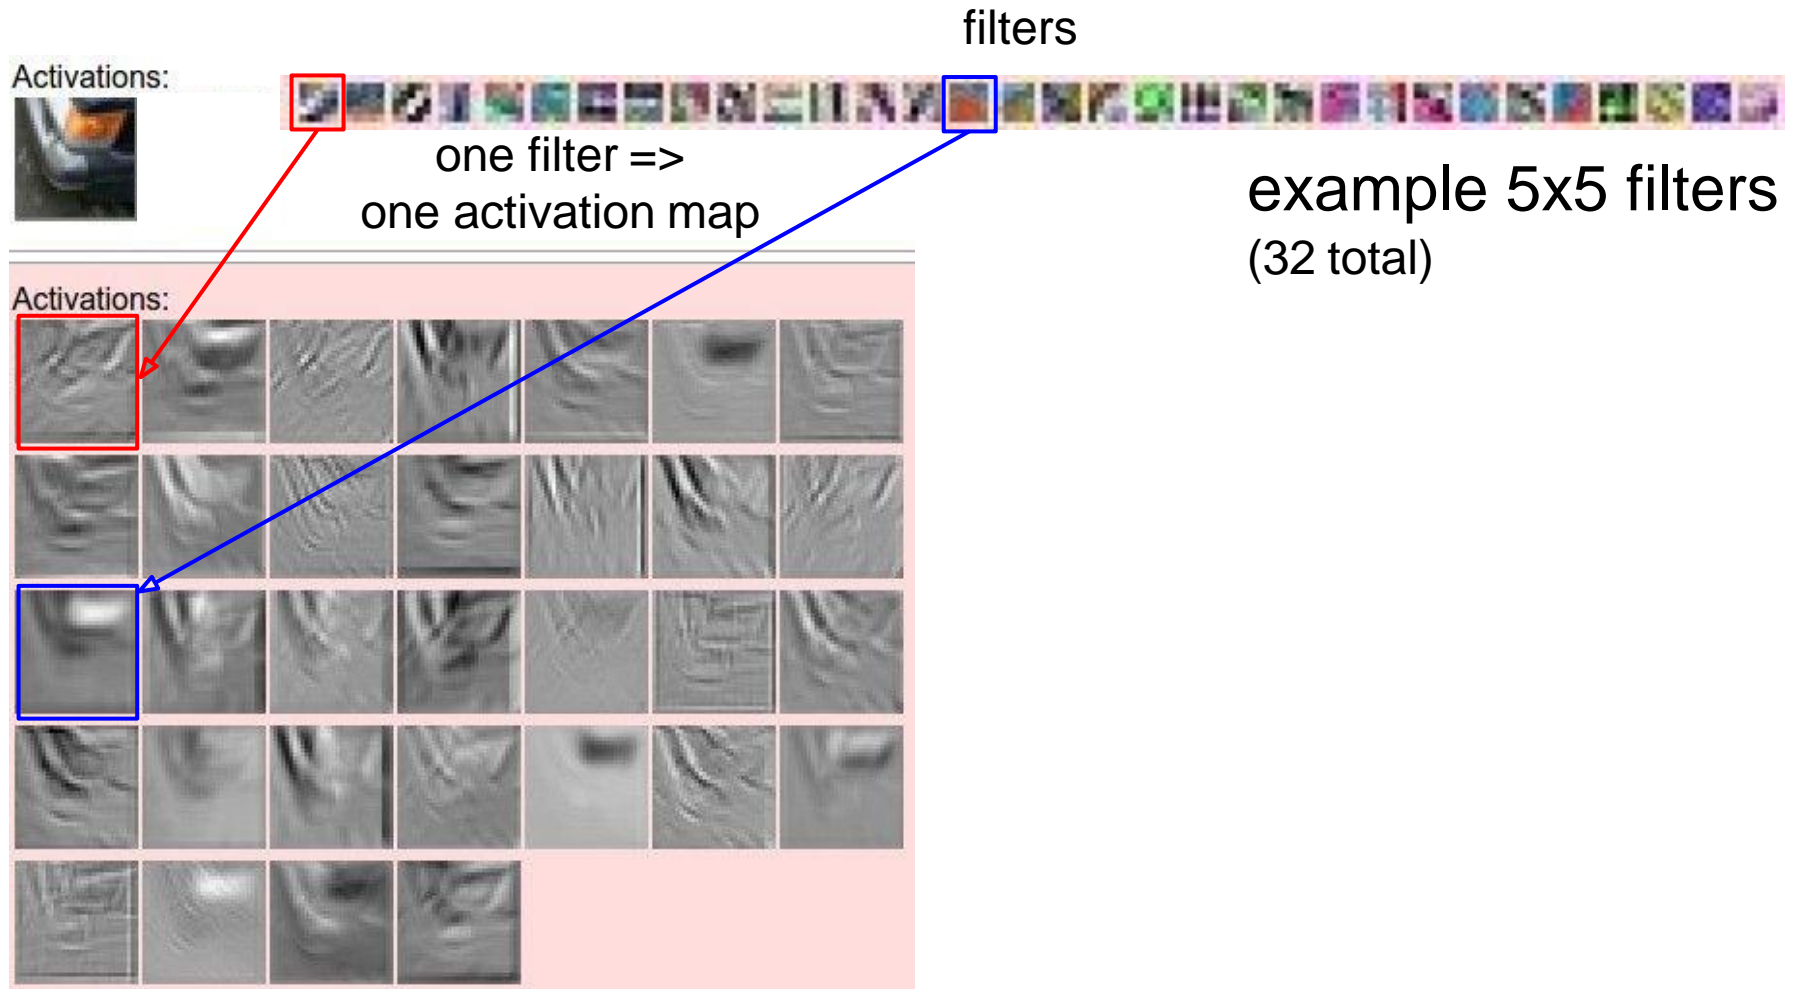 filters
Activations:
one filter =>
one activation map
example 5x5 filters
(32 total)
Activations: